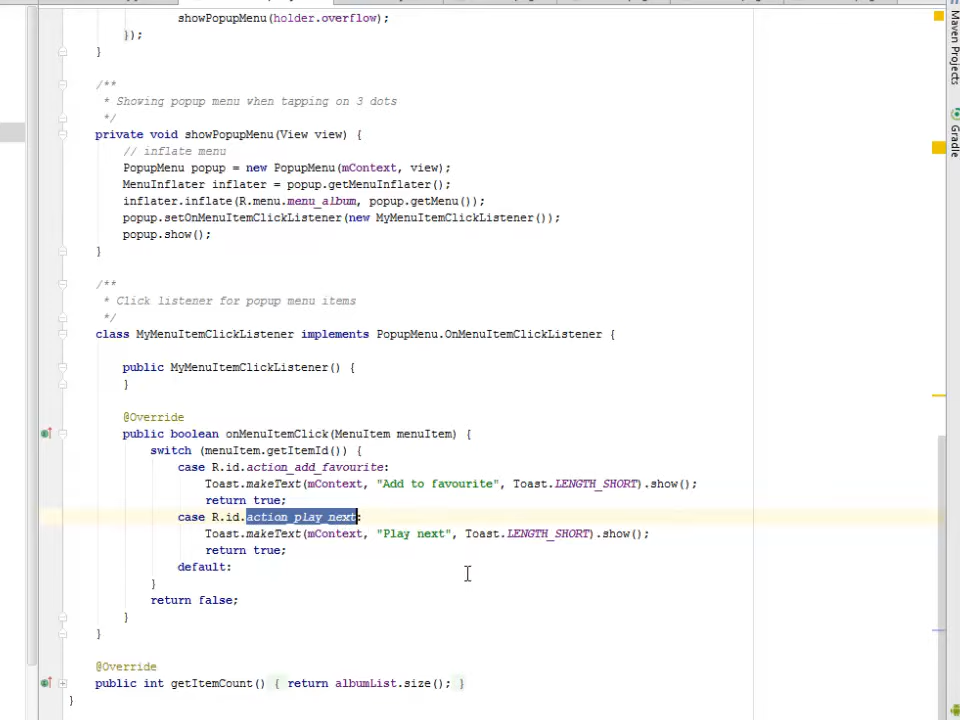 showPopupMenu(holder.overflow);
});
}
/**
* Showing popup menu when tapping on 3 dots
*/
private void showPopupMenu(View view) {
// inflate menu
PopupMenu popup = new PopupMenu(mContext, view);
MenuInflater inflater = popup.getMenuInflater();
inflater.inflate(R.menu.menu_album, popup.getMenu());
popup.setOnMenuItemClickListener(new MyMenuItemClickListener());
popup.show();
}
/**
* Click listener for popup menu items
*/
class MyMenuItemClickListener implements PopupMenu.OnMenuItemClickListener {
public MyMenuItemClickListener() {
}
@Override
public boolean onMenuItemClick(MenuItem menuItem) {
switch (menuItem.getItemId()) {
case R.id.action_add_favourite:
Toast.makeText(mContext, "Add to favourite", Toast.LENGTH_SHORT).show();
return true;
case R.id.action_play_next:
Toast.makeText(mContext, "Play next", Toast.LENGTH_SHORT).show();
return true;
default:
}
return false;
}
}
@Override
public int getItemCount() { return albumList.size(); }
}
Maven Projects
Gradle